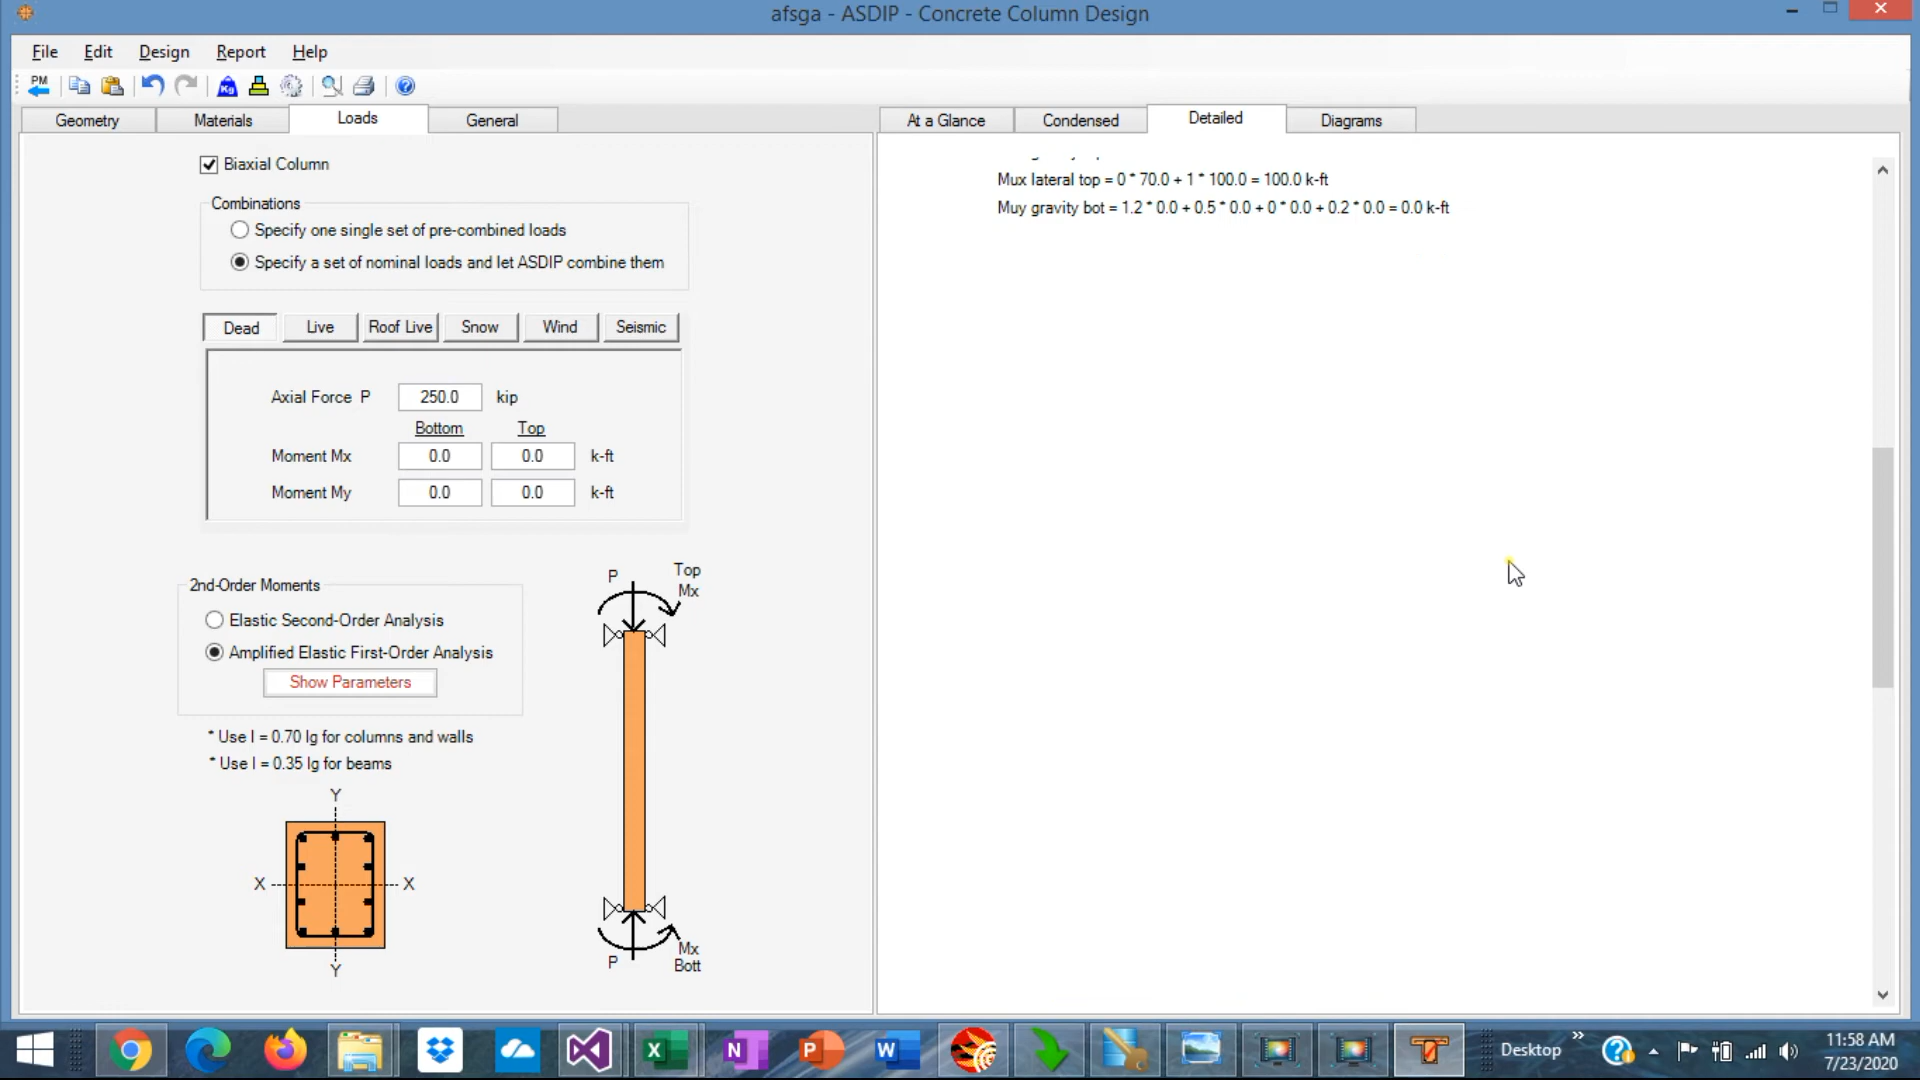 afsga - ASDIP - Concrete Column Design
File Edit Design Report Help
PM Kg ?
Geometry Materials Loads General
At a Glance Condensed Detailed Diagrams
Biaxial Column
Combinations
Specify one single set of pre-combined loads
Specify a set of nominal loads and let ASDIP combine them
Dead Live Roof Live Snow Wind Seismic
Axial Force P 250.0 kip
Bottom Top
Moment Mx 0.0 0.0 k-ft
Moment My 0.0 0.0 k-ft
2nd-Order Moments
Elastic Second-Order Analysis
Amplified Elastic First-Order Analysis
Show Parameters
* Use I = 0.70 Ig for columns and walls
* Use I = 0.35 Ig for beams
Y
X X
Y
P Top
Mx
Mx
P Bott
Mux lateral top = 0 * 70.0 + 1 * 100.0 = 100.0 k-ft
Muy gravity bot = 1.2 * 0.0 + 0.5 * 0.0 + 0 * 0.0 + 0.2 * 0.0 = 0.0 k-ft
X N P W Desktop » ? 11:58 AM
7/23/2020